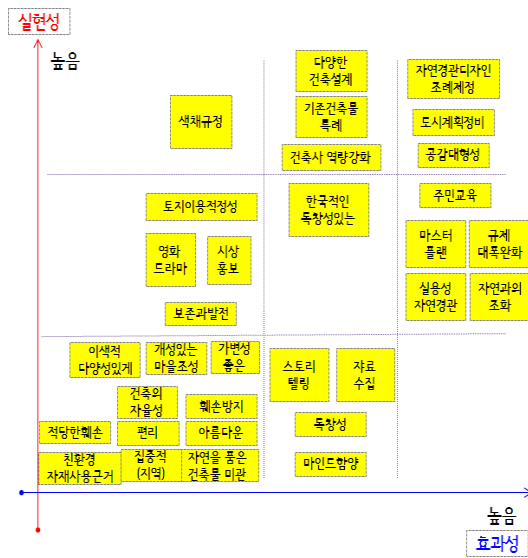 실현성
높음
다양한
건축설계
자연경관디자인
조례제정
색채규정
기존건축물
특례
도시계획정비
건축사 역량강화
공감대형성
토지이용적정성
한국적인
독창성있는
주민교육
영화
드라마
시상
홍보
마스터
플랜
규제
대폭완화
보존과발전
실용성
자연경관
자연과의
조화
이색적
다양성있게
개성있는
마을조성
가변성
좋은
스토리
텔링
쟈료
수집
건축의
자율성
훼손방지
적당한훼손
편리
아름다운
독창성
친환경
자재사용근거
집중적
(지역)
자연을 품은
건축물 미관
마인드함양
높음
효과성